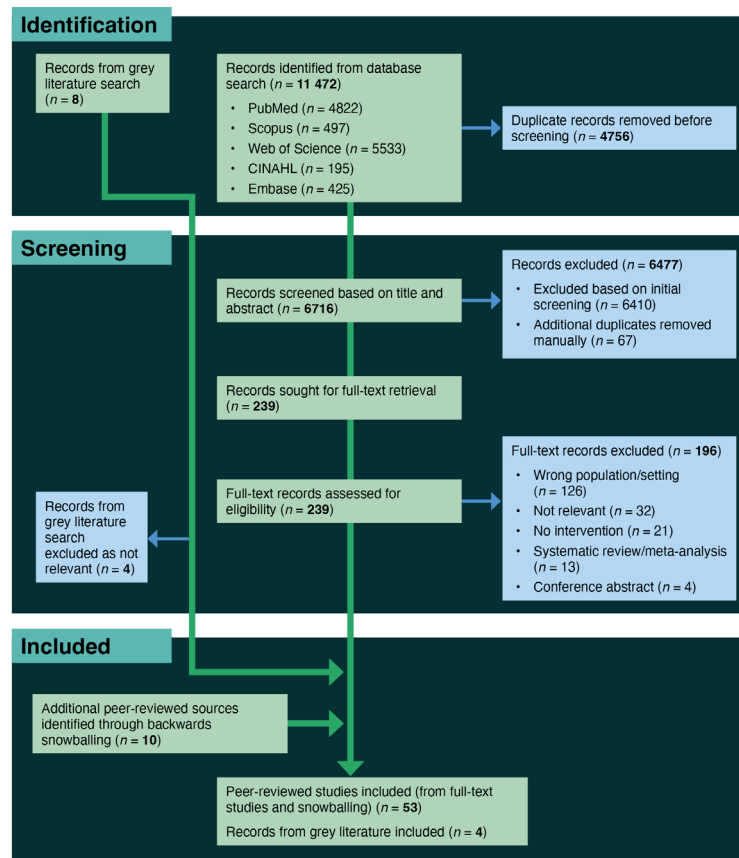 Identification
Records from grey
literature search
(n = 8)
Records identified from database
search (n = 11 472)
• PubMed (n = 4822)
• Scopus (n = 497)
• Web of Science (n = 5533)
• CINAHL (n = 195)
• Embase (n = 425)
Duplicate records removed before
screening (n = 4756)
Screening
Records screened based on title and
abstract (n = 6716)
Records excluded (n = 6477)
• Excluded based on initial
screening (n = 6410)
• Additional duplicates removed
manually (n = 67)
Records sought for full-text retrieval
(n = 239)
Full-text records assessed for
eligibility (n = 239)
Full-text records excluded (n = 196)
• Wrong population/setting
(n = 126)
• Not relevant (n = 32)
• No intervention (n = 21)
• Systematic review/meta-analysis
(n = 13)
• Conference abstract (n = 4)
Records from
grey literature
search
excluded as not
relevant (n = 4)
Included
Additional peer-reviewed sources
identified through backwards
snowballing (n = 10)
Peer-reviewed studies included (from full-text
studies and snowballing) (n = 53)
Records from grey literature included (n = 4)